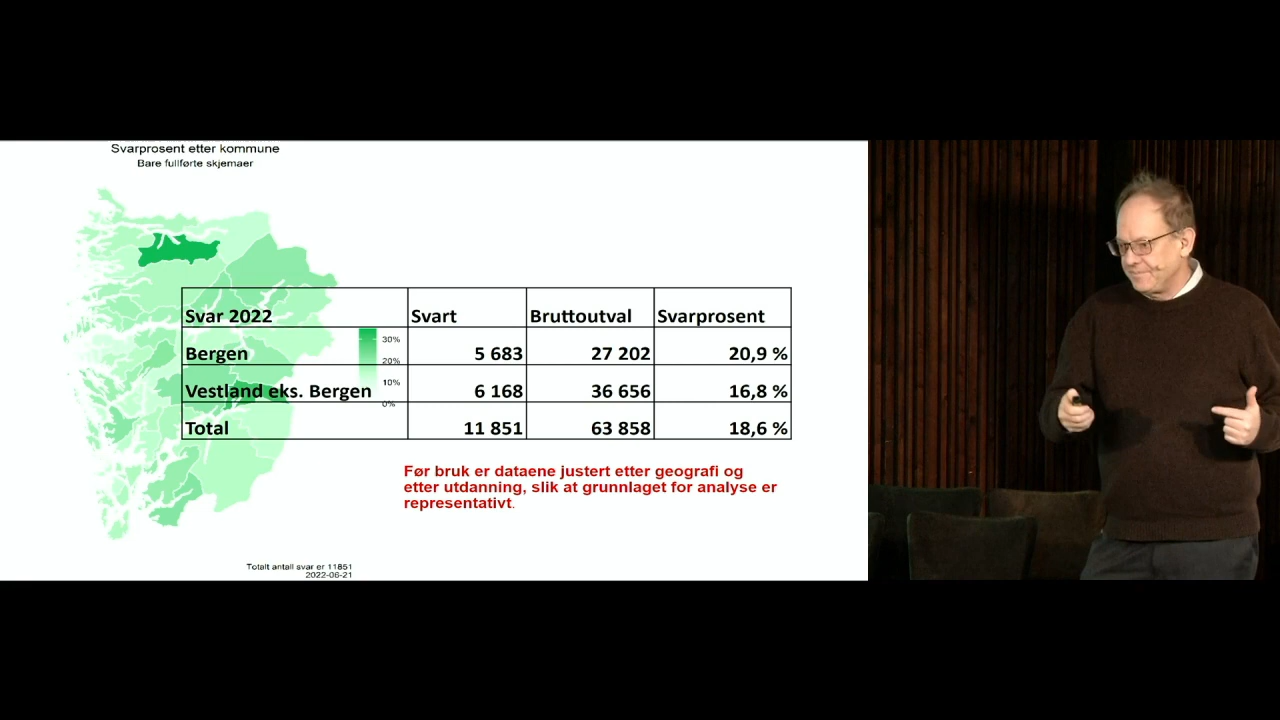 Svarprosent etter kommune
Bare fullførte skjemaer
Svar 2022 Svart Bruttoutval Svarprosent
30%
Bergen 5 683 27 202 20,9 %
20%
10%
Vestland eks. Bergen 6 168 36 656 16,8 %
0%
Total 11 851 63 858 18,6 %
Før bruk er dataene justert etter geografi og
etter utdanning, slik at grunnlaget for analyse er
representativt.
Totalt antall svar er 11851
2022-06-21